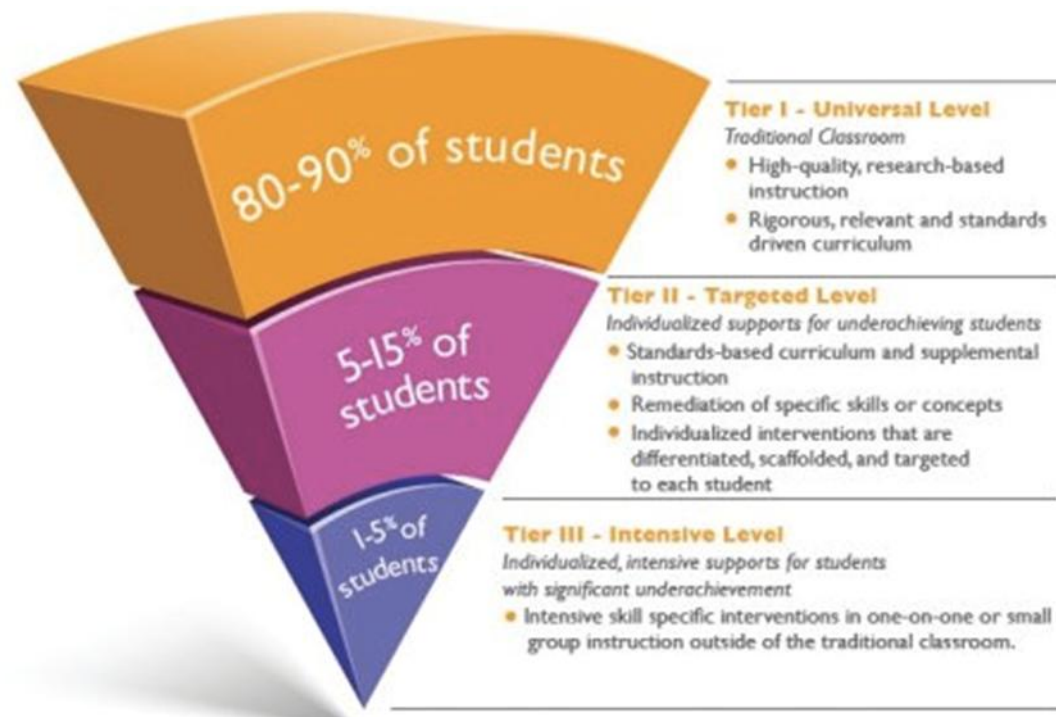 80-90% of students
Tier I - Universal Level
Traditional Classroom
• High-quality, research-based
instruction
• Rigorous, relevant and standards
driven curriculum
5-15% of
students
Tier II - Targeted Level
Individualized supports for underachieving students
• Standards-based curriculum and supplemental
instruction
• Remediation of specific skills or concepts
• Individualized interventions that are
differentiated, scaffolded, and targeted
to each student
1-5% of
students
Tier III - Intensive Level
Individualized, intensive supports for students
with significant underachievement
• Intensive skill specific interventions in one-on-one or small
group instruction outside of the traditional classroom.